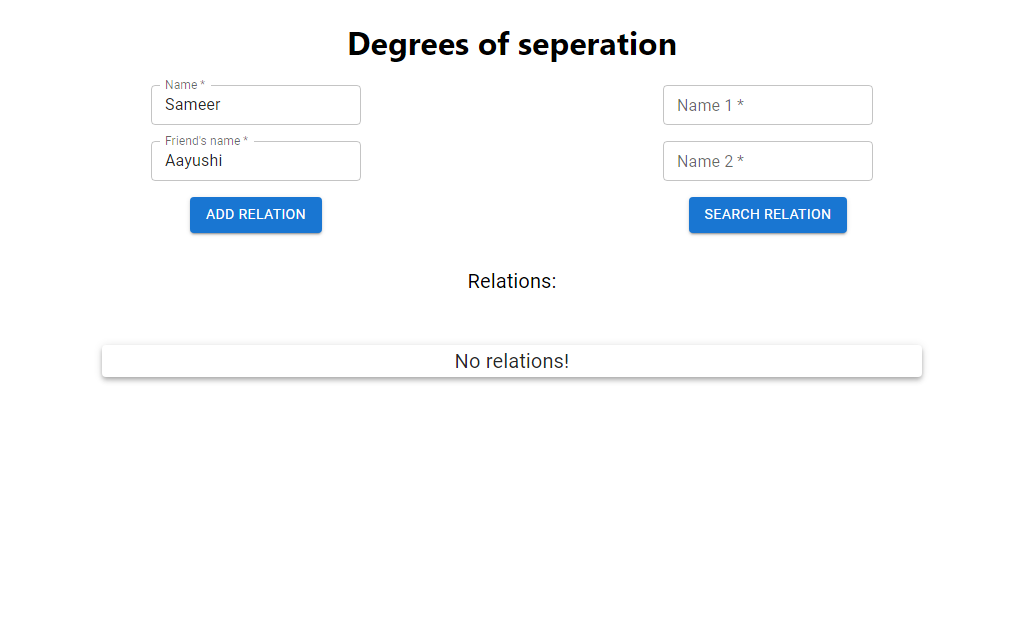 Degrees of seperation
Name *
Sameer
Friend's name *
Aayushi
ADD RELATION
Name 1 *
Name 2 *
SEARCH RELATION
Relations:
No relations!